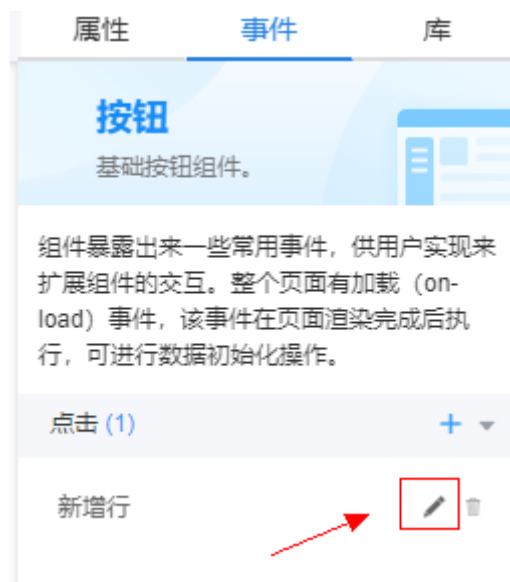 属性 事件 库
按钮
基础按钮组件。
组件暴露出来一些常用事件，供用户实现来
扩展组件的交互。整个页面有加载（on-
load）事件，该事件在页面渲染完成后执
行，可进行数据初始化操作。
点击 (1)
新增行